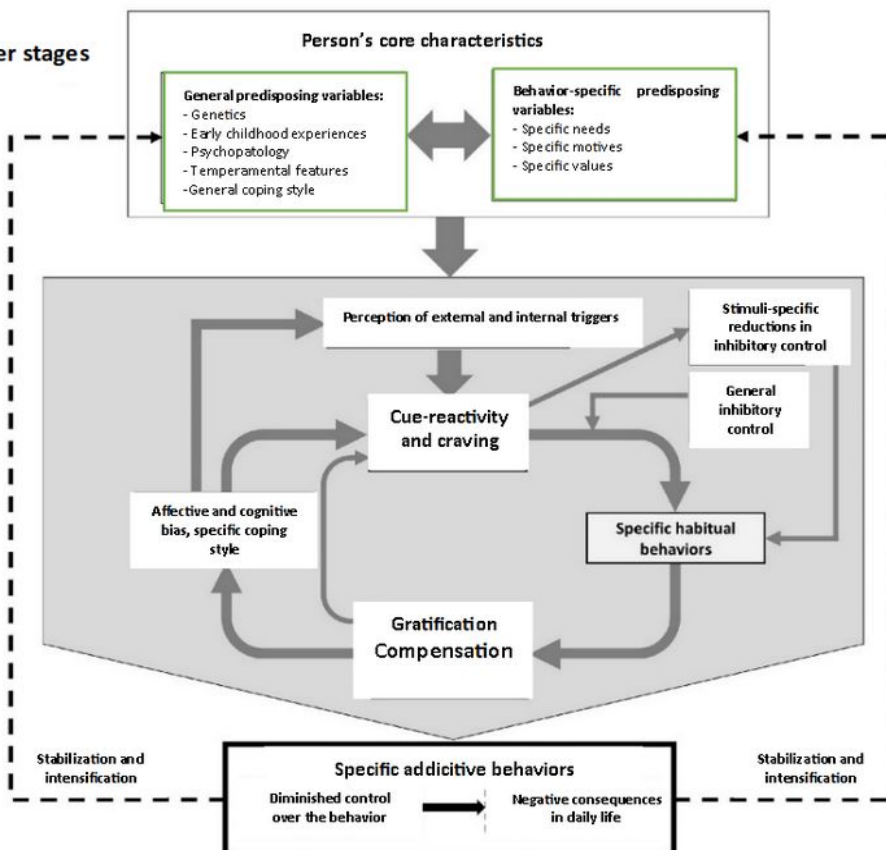 er stages
Person's core characteristics
General predisposing variables:
- Genetics
- Early childhood experiences
- Psychopatology
- Temperamental features
-General coping style
Behavior-specific predisposing
variables:
- Specific needs
- Specific motives
- Specific values
Perception of external and internal triggers
Stimuli-specific
reductions in
inhibitory control
Cue-reactivity
and craving
General
inhibitory
control
Affective and cognitive
bias, specific coping
style
Specific habitual
behaviors
Gratification
Compensation
Stabilization and
intensification
Stabilization and
intensification
Specific addicitive behaviors
Diminished control
over the behavior
Negative consequences
in daily life